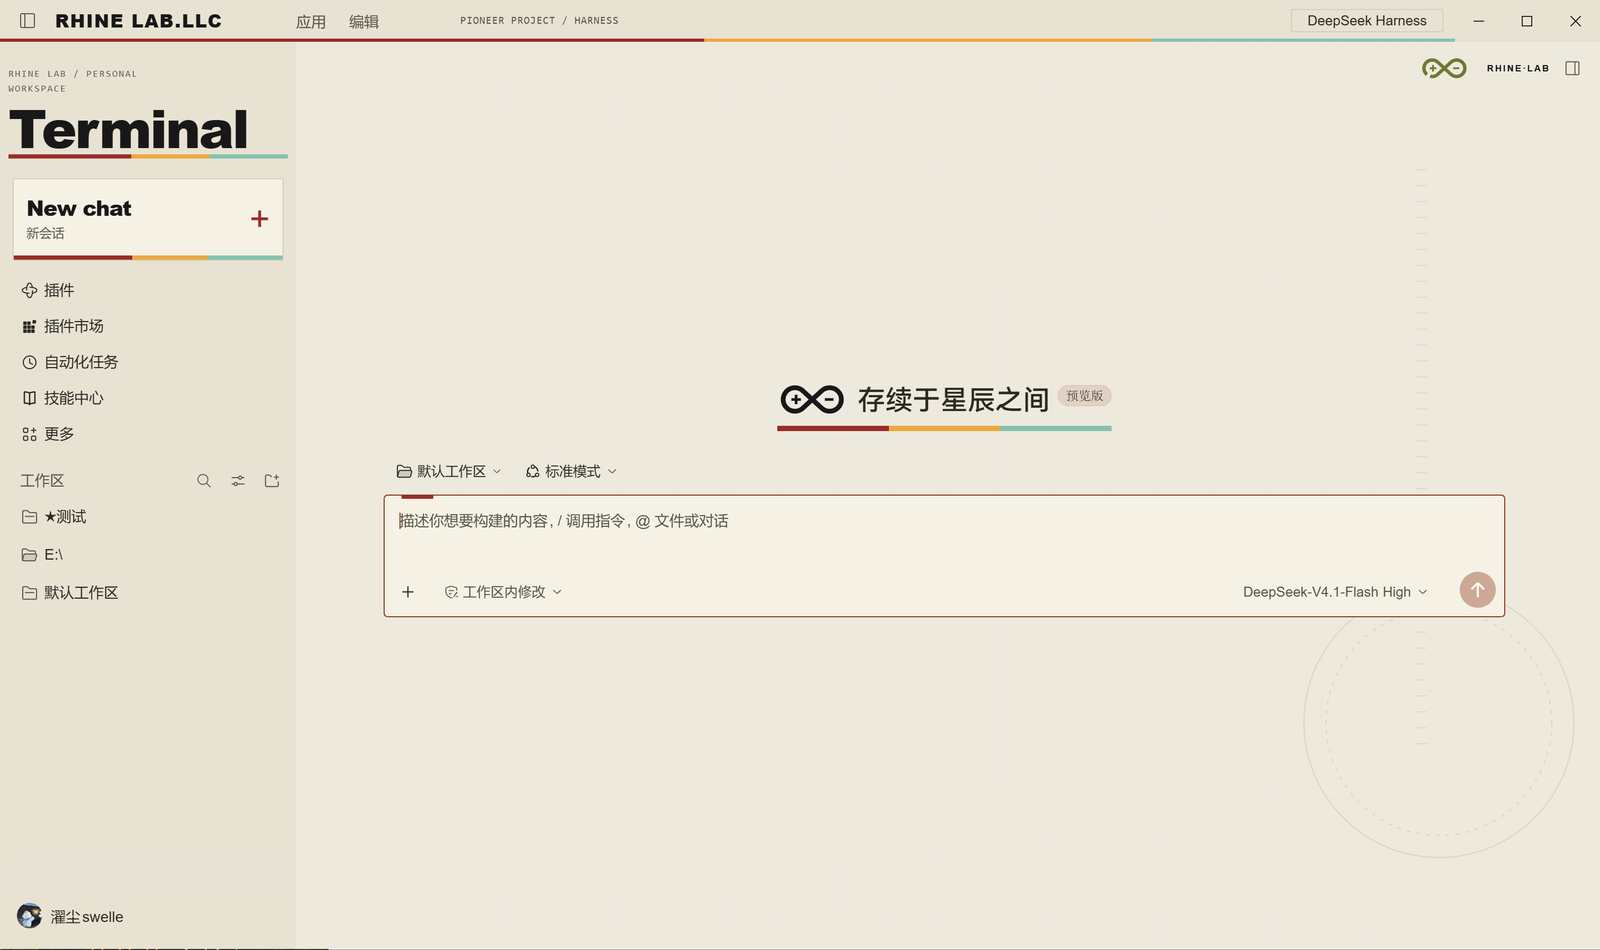 RHINE LAB.LLC
应用 编辑
PIONEER PROJECT / HARNESS
DeepSeek Harness
RHINE LAB / PERSONAL
WORKSPACE
Terminal
New chat
新会话
插件
插件市场
自动化任务
技能中心
更多
工作区
★测试
E:\
默认工作区
濯尘swelle
RHINE·LAB
存续于星辰之间 预览版
默认工作区 标准模式
描述你想要构建的内容, / 调用指令, @ 文件或对话
工作区内修改
DeepSeek-V4.1-Flash High